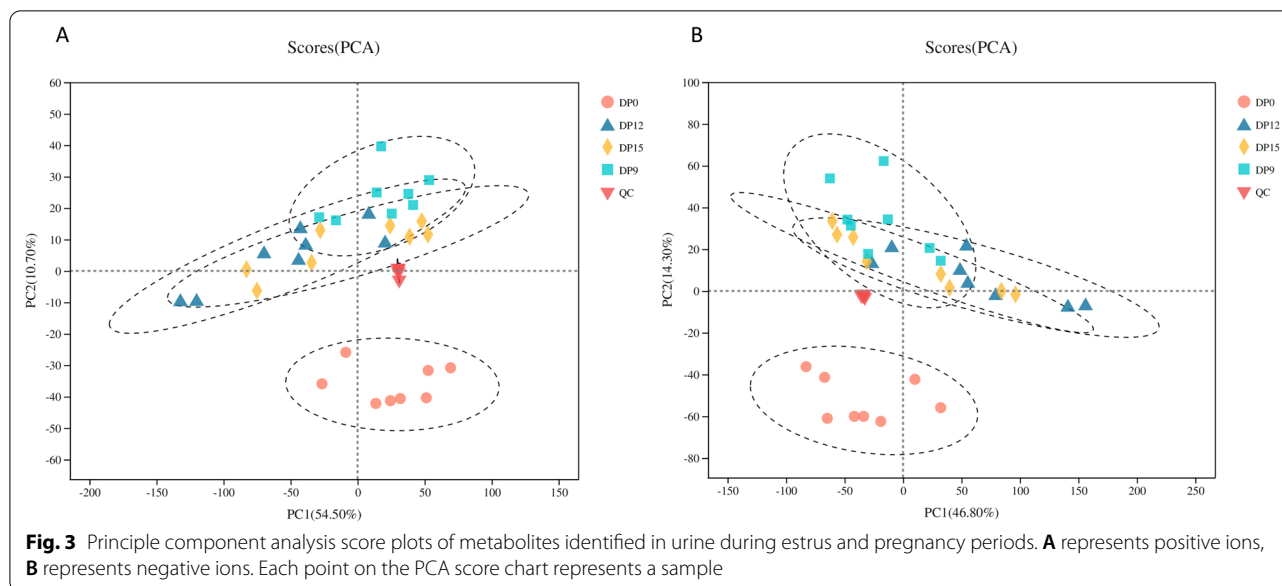 A
Scores(PCA)
60
50
40
30
20
10
0
-10
-20
-30
-40
-50
-60
PC2(10.70%)
-200
-150
-100
-50
0
50
100
150
PC1(54.50%)
DP0
DP12
DP15
DP9
QC
B
Scores(PCA)
100
80
60
40
20
0
-20
-40
-60
-80
PC2(14.30%)
-150
-100
-50
0
50
100
150
200
250
PC1(46.80%)
DP0
DP12
DP15
DP9
QC
Fig. 3 Principle component analysis score plots of metabolites identified in urine during estrus and pregnancy periods. A represents positive ions,
B represents negative ions. Each point on the PCA score chart represents a sample